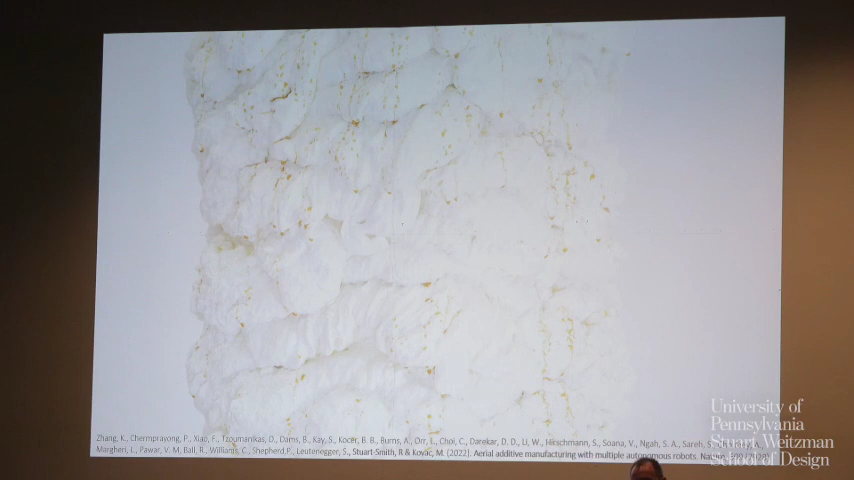 Zhang, K., Chermprayong, P., Xiao, F., Tzoumanikas, D., Dams, B., Kay, S., Kocer, B. B., Burns, A., Orr, L., Choi, C., Darekar, D. D., Li, W., Hirschmann, S., Soana, V., Ngah, S. A., Sareh, S.,
Margheri, L., Pawar, V. M, Ball, R., Williams, C., Shepherd P., Leutenegger, S., Stuart-Smith, R & Kovac, M. (2022). Aerial additive manufacturing with multiple autonomous robots.
University of
Pennsylvania
Stuart Weitzman
School of Design